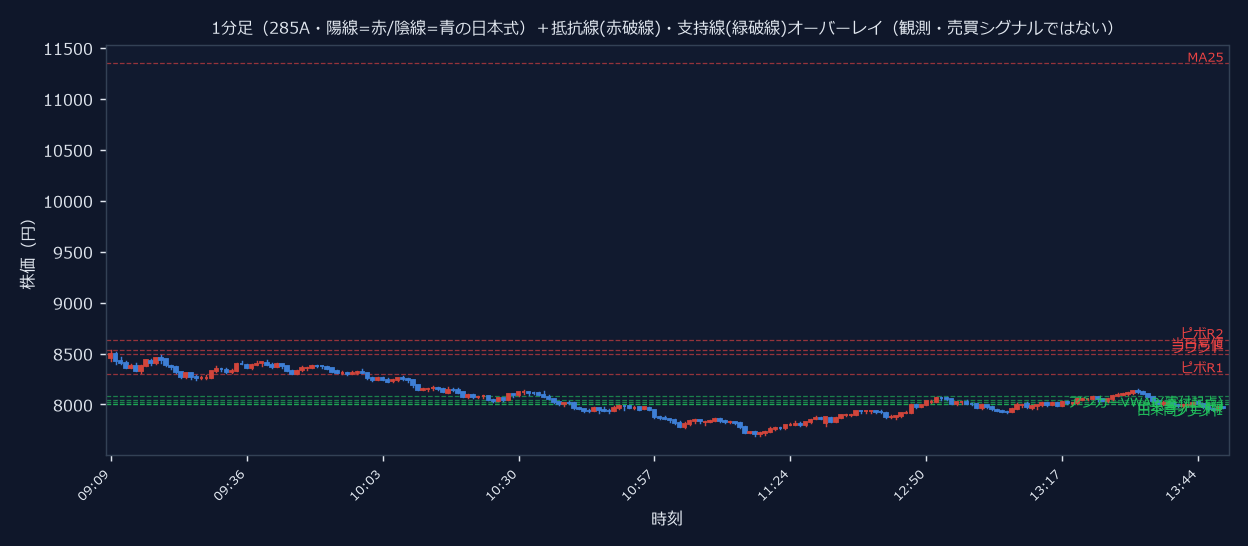 1分足（285A・陽線=赤/陰線=青の日本式）＋抵抗線(赤破線)・支持線(緑破線)オーバーレイ（観測・売買シグナルではない）
株価（円）
11500
11000
10500
10000
9500
9000
8500
8000
MA25
ピボR2
ピボR1
09:09
09:36
10:03
10:30
10:57
11:24
12:50
13:17
13:44
時刻